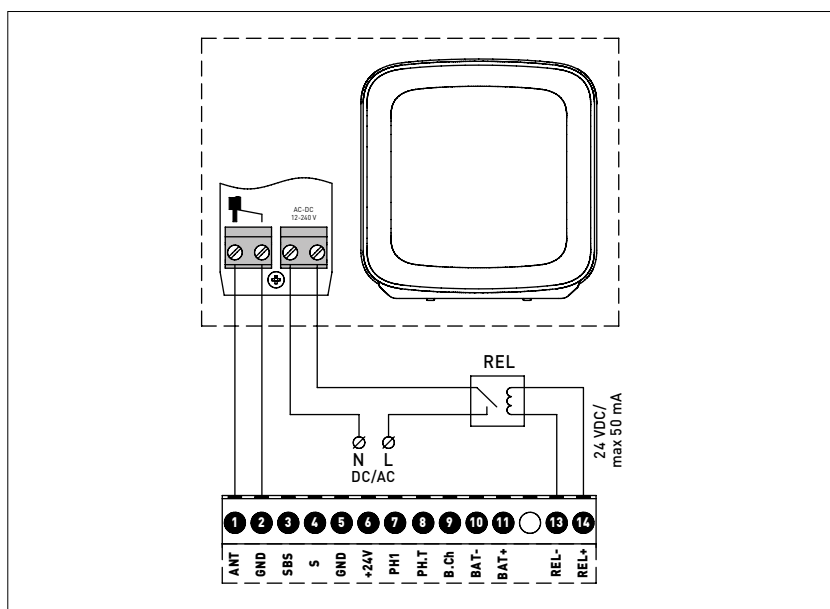 AC-DC
12-240 V
REL
24 VDC/
max 50 mA
N L
DC/AC
1 2 3 4 5 6 7 8 9 10 11 13 14
ANT GND SBS S GND +24V PH1 PH.T B.Ch BAT- BAT+ REL- REL+